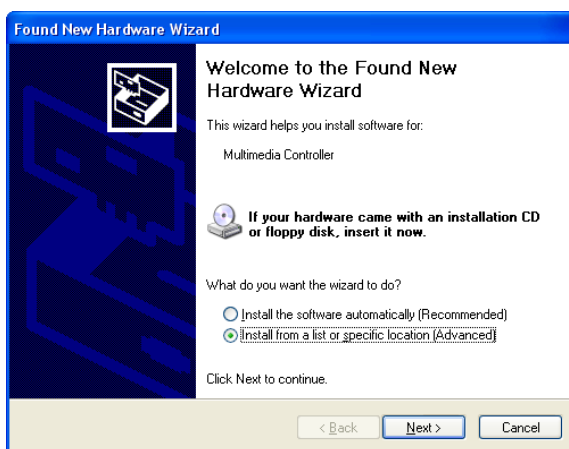 Found New Hardware Wizard
Welcome to the Found New
Hardware Wizard
This wizard helps you install software for:
Multimedia Controller
If your hardware came with an installation CD
or floppy disk, insert it now.
What do you want the wizard to do?
Install the software automatically (Recommended)
Install from a list or specific location (Advanced)
Click Next to continue.
< Back Next > Cancel